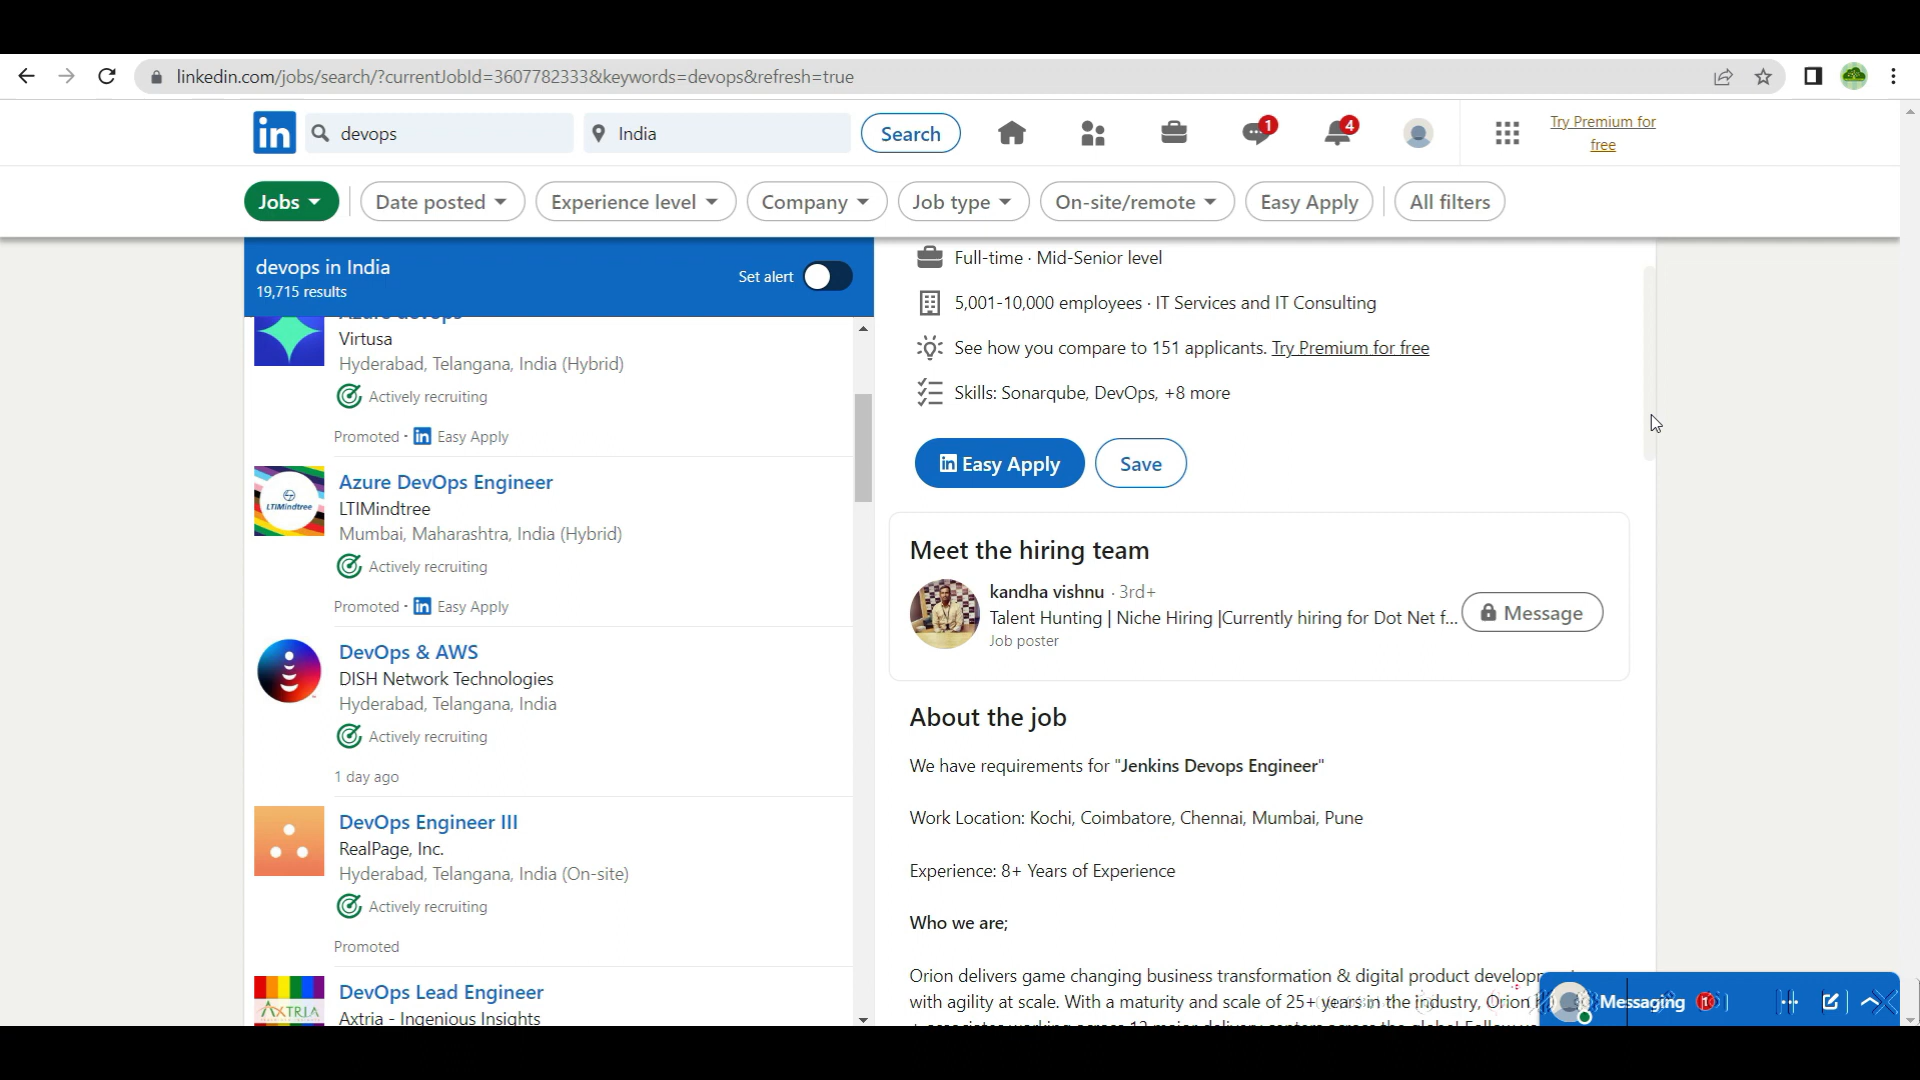 linkedin.com/jobs/search/?currentJobId=3607782333&keywords=devops&refresh=true
in
devops
India
Search
1
4
Try Premium for
free
Jobs
Date posted
Experience level
Company
Job type
On-site/remote
Easy Apply
All filters
devops in India
19,715 results
Set alert
Azure devops
Virtusa
Hyderabad, Telangana, India (Hybrid)
Actively recruiting
Promoted · in Easy Apply
LTIMindtree
Azure DevOps Engineer
LTIMindtree
Mumbai, Maharashtra, India (Hybrid)
Actively recruiting
Promoted · in Easy Apply
DevOps & AWS
DISH Network Technologies
Hyderabad, Telangana, India
Actively recruiting
1 day ago
DevOps Engineer III
RealPage, Inc.
Hyderabad, Telangana, India (On-site)
Actively recruiting
Promoted
AXTRIA
DevOps Lead Engineer
Axtria - Ingenious Insights
Full-time · Mid-Senior level
5,001-10,000 employees · IT Services and IT Consulting
See how you compare to 151 applicants. Try Premium for free
Skills: Sonarqube, DevOps, +8 more
in Easy Apply
Save
Meet the hiring team
kandha vishnu · 3rd+
Talent Hunting | Niche Hiring |Currently hiring for Dot Net f...
Job poster
Message
About the job
We have requirements for "Jenkins Devops Engineer"
Work Location: Kochi, Coimbatore, Chennai, Mumbai, Pune
Experience: 8+ Years of Experience
Who we are;
Orion delivers game changing business transformation & digital product
with agility at scale. With a maturity and scale of 25+ years in the industry, Orion
Messaging